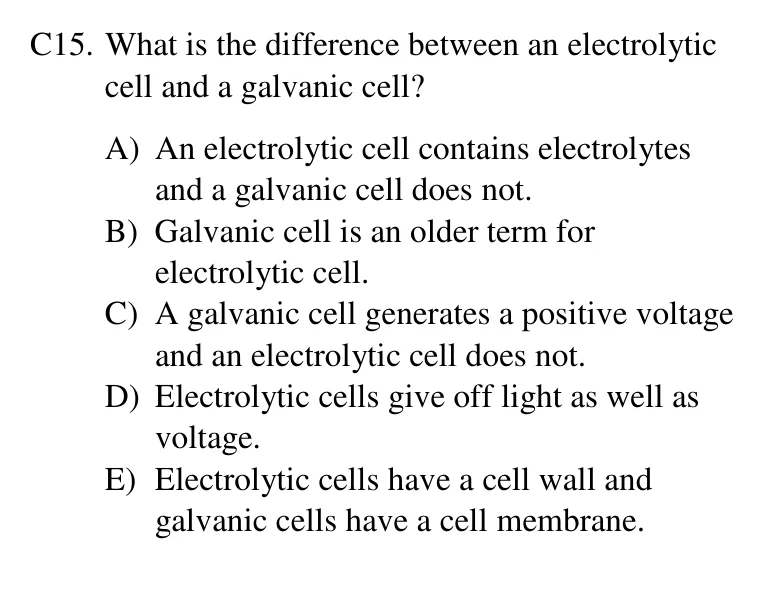 C15. What is the difference between an electrolytic
cell and a galvanic cell?
A) An electrolytic cell contains electrolytes
and a galvanic cell does not.
B) Galvanic cell is an older term for
electrolytic cell.
C) A galvanic cell generates a positive voltage
and an electrolytic cell does not.
D) Electrolytic cells give off light as well as
voltage.
E) Electrolytic cells have a cell wall and
galvanic cells have a cell membrane.